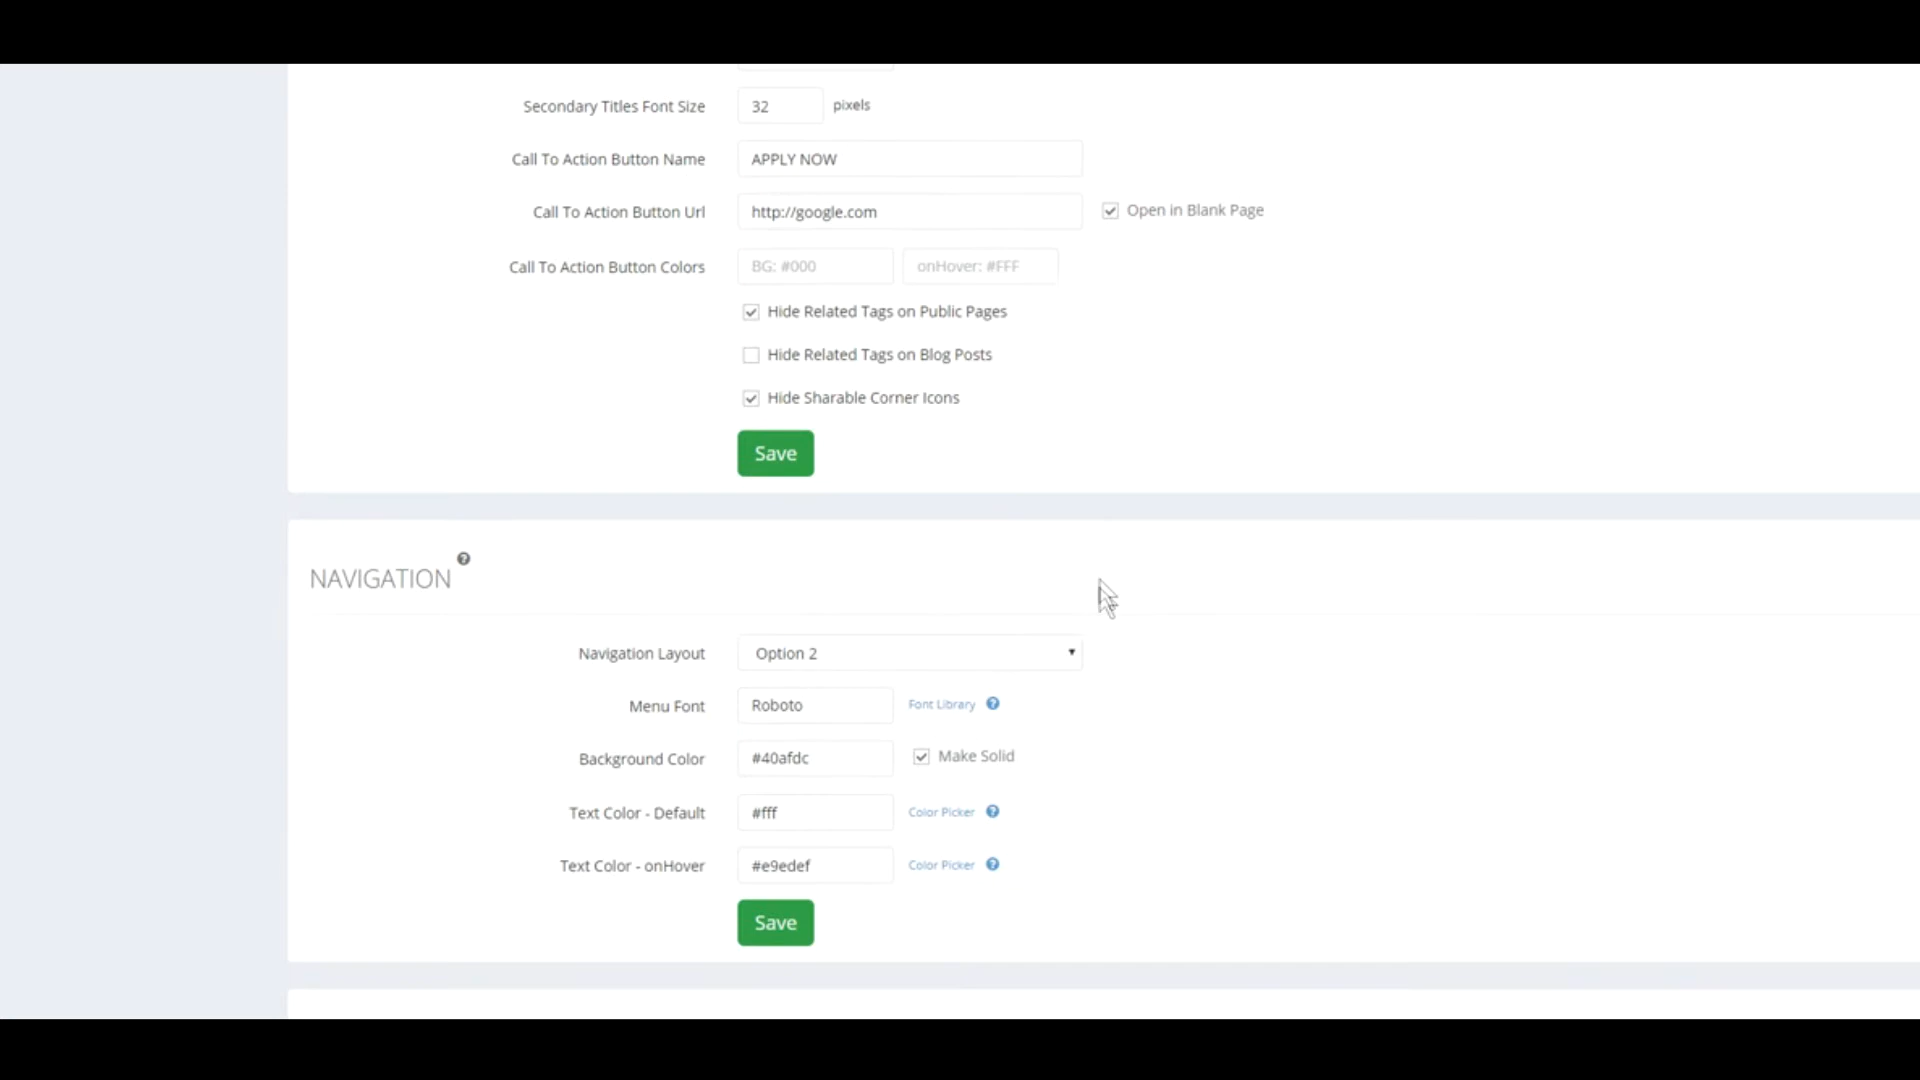 Secondary Titles Font Size 32 pixels
Call To Action Button Name APPLY NOW
Call To Action Button Url http://google.com Open in Blank Page
Call To Action Button Colors BG: #000 onHover: #FFF
Hide Related Tags on Public Pages
Hide Related Tags on Blog Posts
Hide Sharable Corner Icons
Save
NAVIGATION ?
Navigation Layout Option 2
Menu Font Roboto Font Library ?
Background Color #40afdc Make Solid
Text Color - Default #fff Color Picker ?
Text Color - onHover #e9edef Color Picker ?
Save